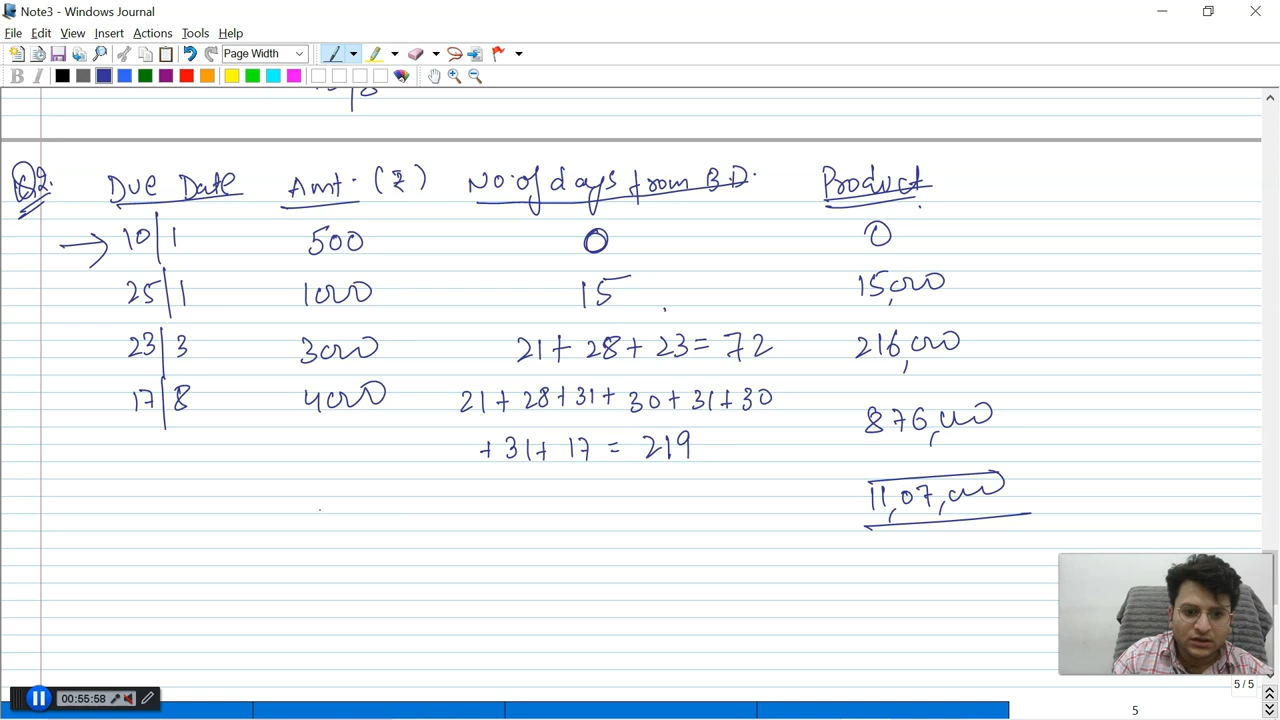 Note3 - Windows Journal
File Edit View Insert Actions Tools Help
Page Width
B I
Q2. Due Date Amt. (₹) No. of days from B.D. Product
10|1 500 0 0
25|1 1000 15 15,000
23|3 3000 21 + 28 + 23 = 72 216,000
17|8 4000 21 + 28 + 31 + 30 + 31 + 30 876,000
+ 31 + 17 = 219
11,07,000
00:55:58
5 / 5
5